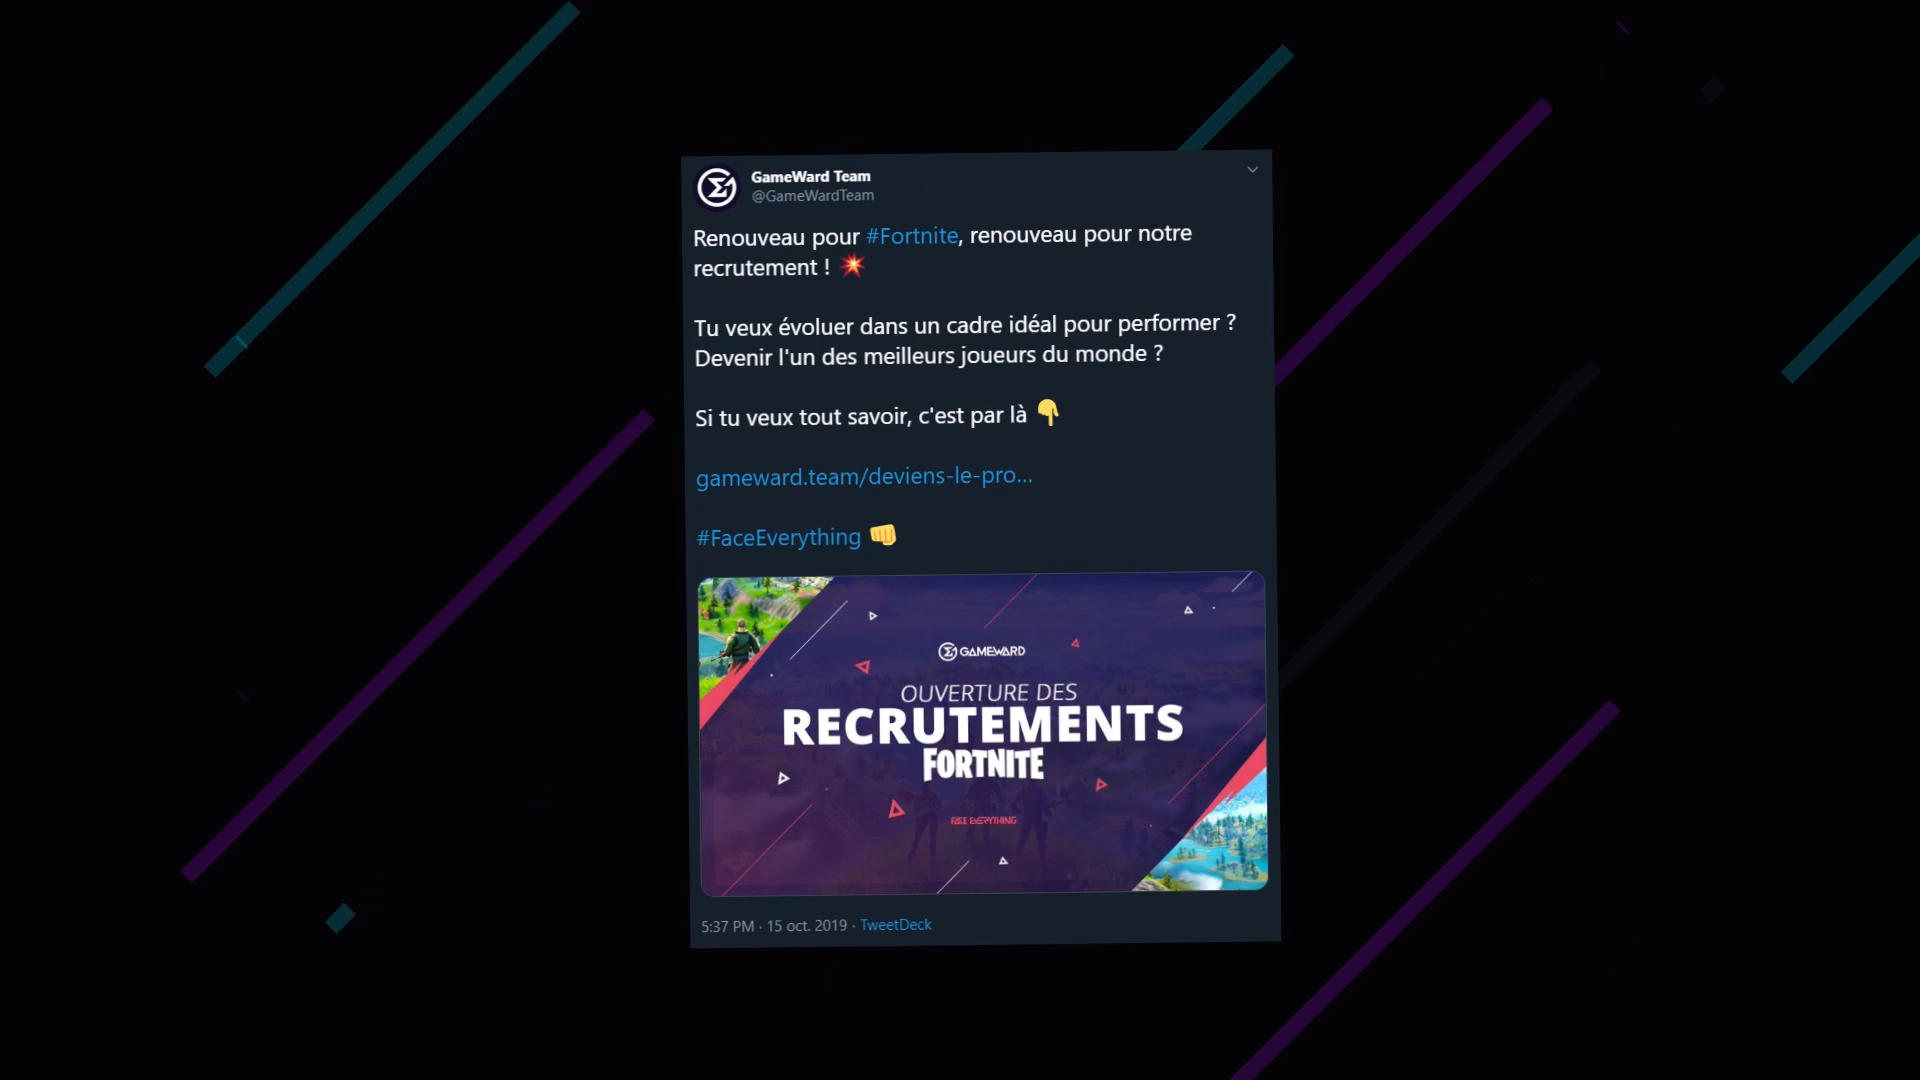 GameWard Team
@GameWardTeam
Renouveau pour #Fortnite, renouveau pour notre
recrutement ! 💥
Tu veux évoluer dans un cadre idéal pour performer ?
Devenir l'un des meilleurs joueurs du monde ?
Si tu veux tout savoir, c'est par là 👇
gameward.team/deviens-le-pro...
#FaceEverything 👊
GAMEWARD
OUVERTURE DES
RECRUTEMENTS
FORTNITE
FACE EVERYTHING
5:37 PM · 15 oct. 2019 · TweetDeck